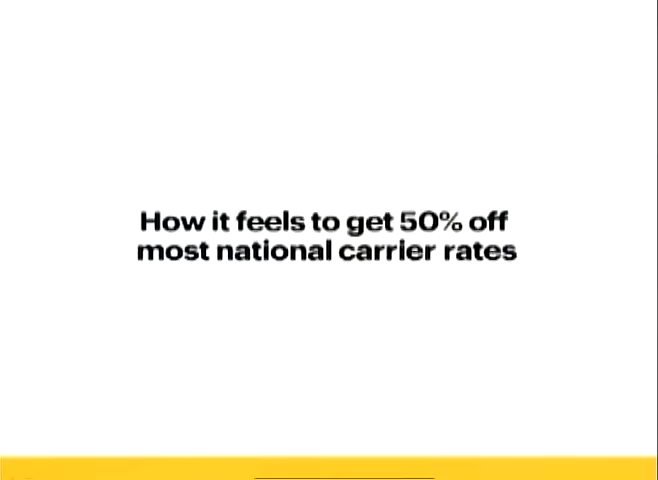 How it feels to get 50% off
most national carrier rates